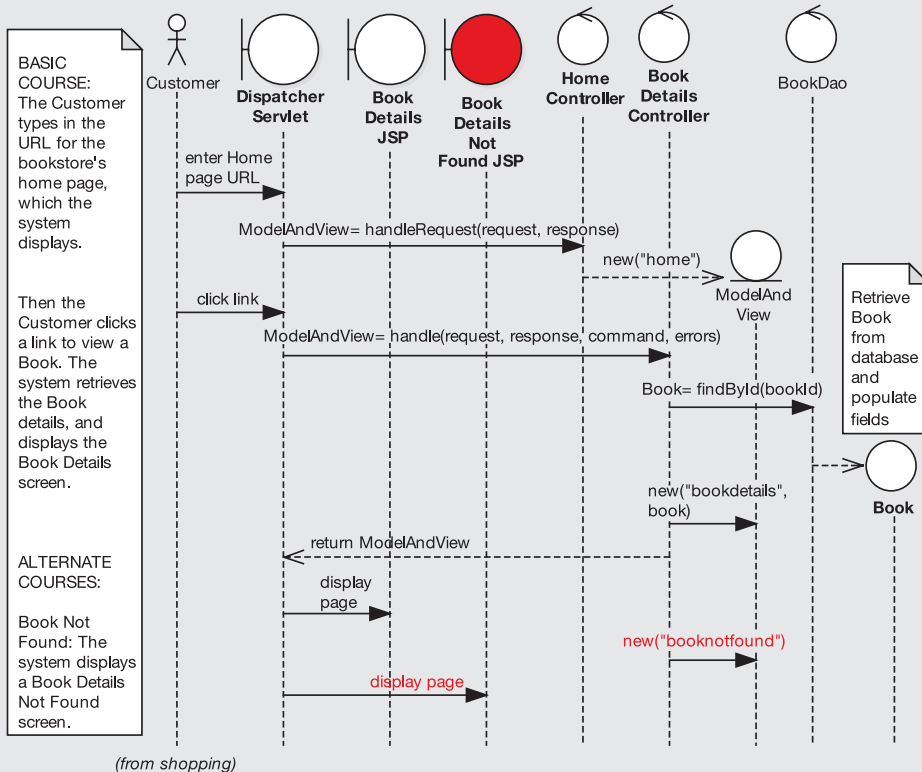 BASIC
COURSE:
The Customer
types in the
URL for the
bookstore's
home page,
which the
system
displays.
Then the
Customer clicks
a link to view a
Book. The
system retrieves
the Book
details, and
displays the
Book Details
screen.
ALTERNATE
COURSES:
Book Not
Found: The
system displays
a Book Details
Not Found
screen.
Customer
Dispatcher
Servlet
Book
Details
JSP
Book
Details
Not
Found JSP
Home
Controller
Book
Details
Controller
BookDao
enter Home
page URL
ModelAndView= handleRequest(request, response)
new("home")
ModelAnd
View
click link
ModelAndView= handle(request, response, command, errors)
Book= findById(bookId)
Retrieve
Book
from
database
and
populate
fields
Book
new("bookdetails",
book)
return ModelAndView
display
page
new("booknotfound")
display page
(from shopping)